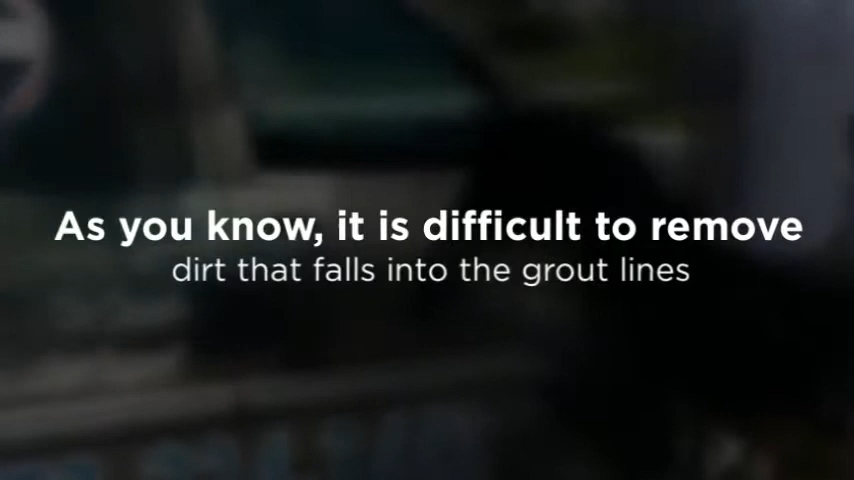 As you know, it is difficult to remove
dirt that falls into the grout lines